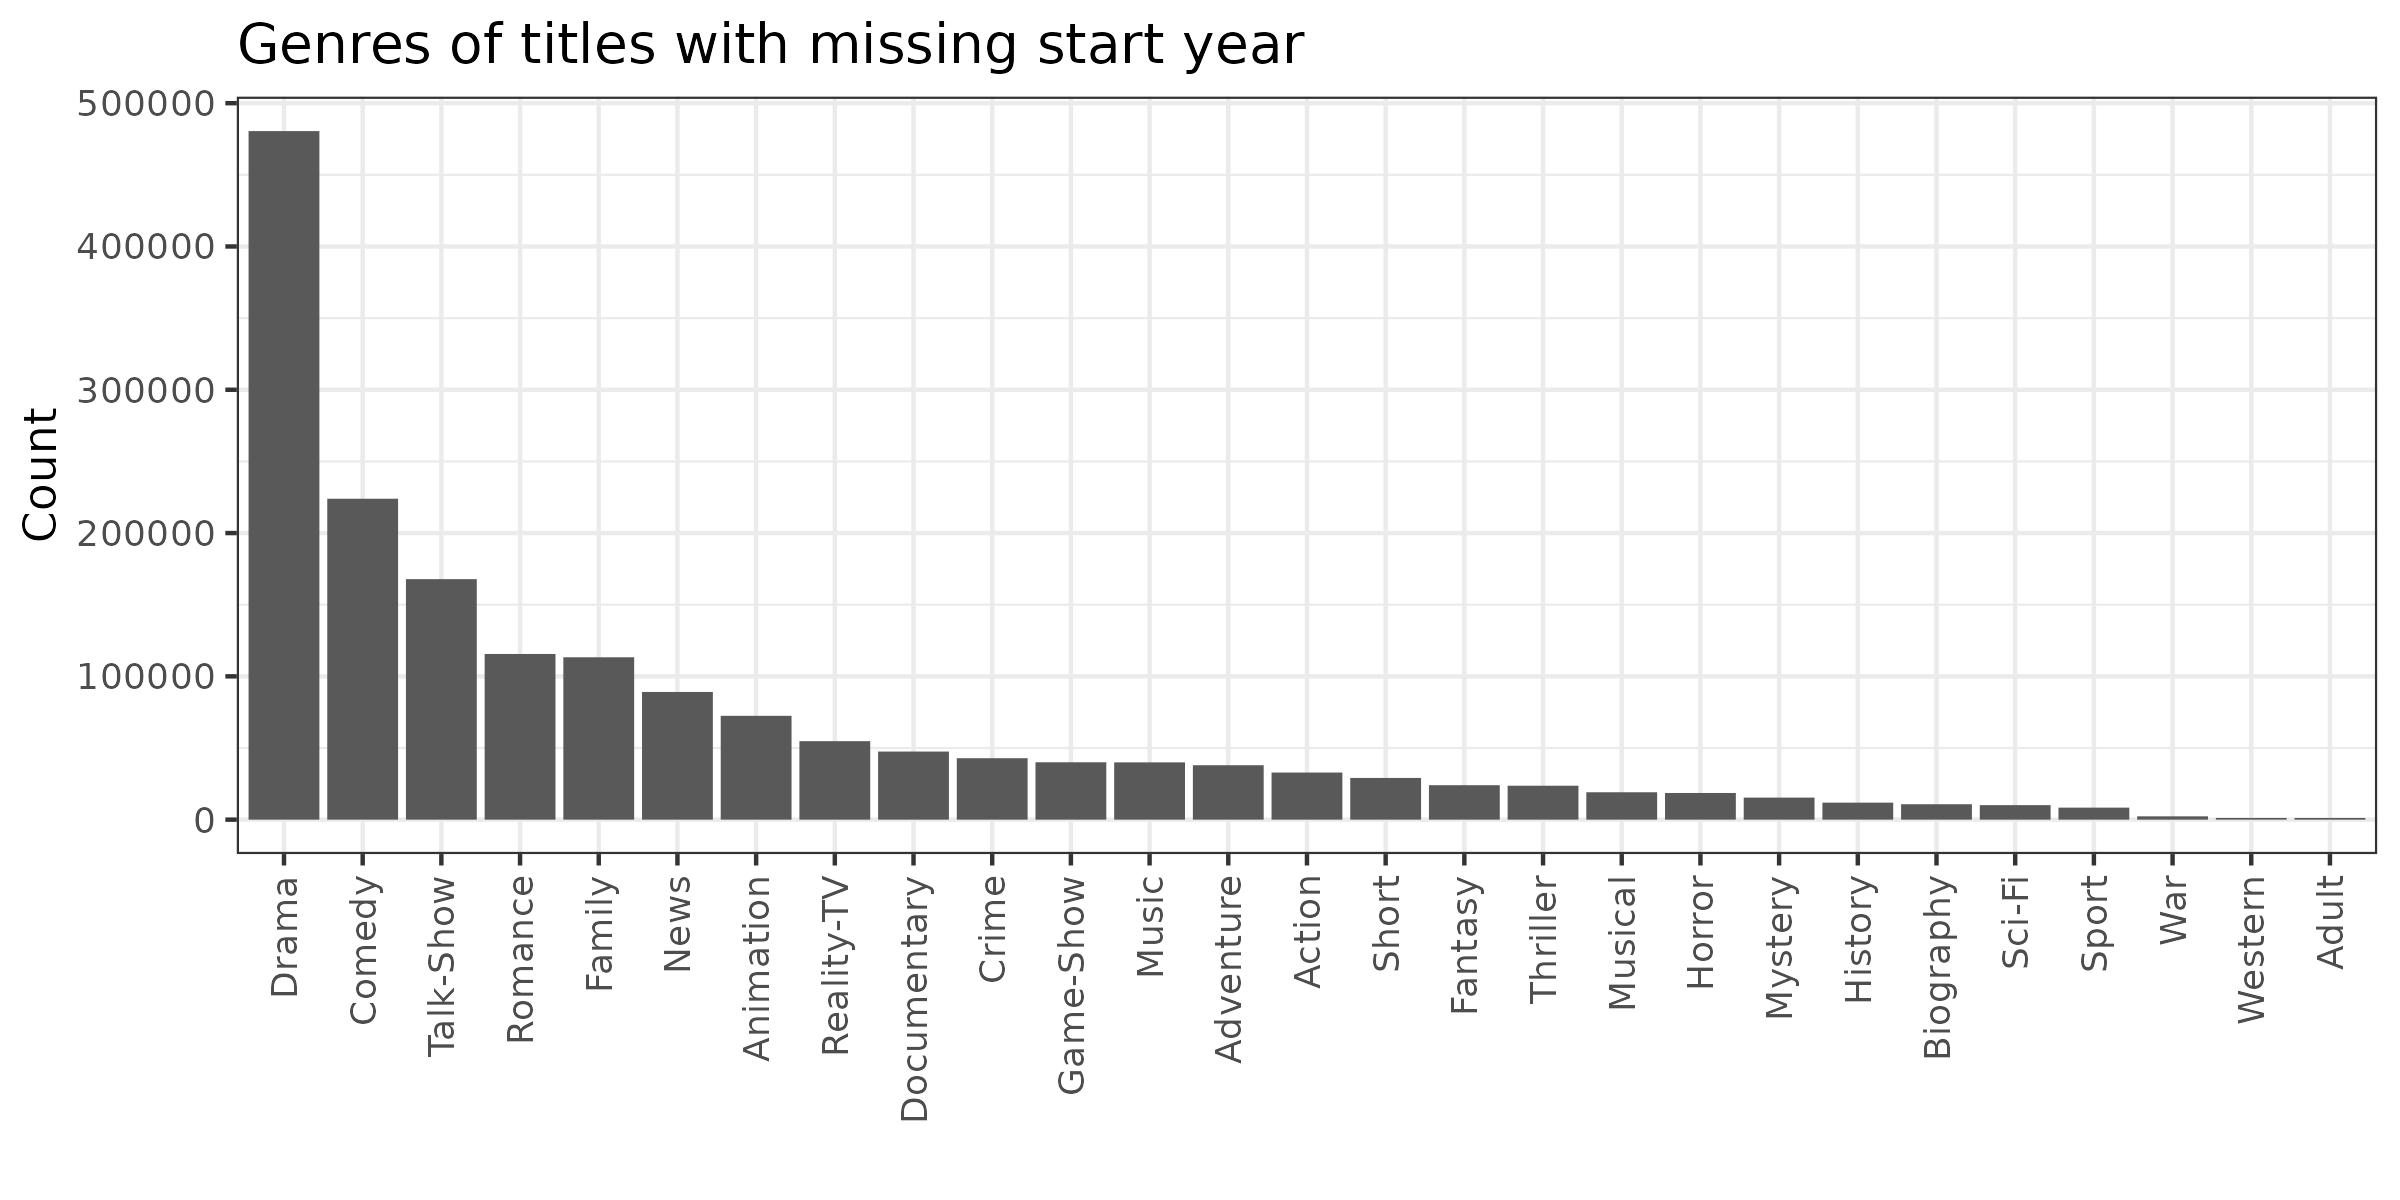 Genres of titles with missing start year
Count
500000
400000
300000
200000
100000
0
Drama
Comedy
Talk-Show
Romance
Family
News
Animation
Reality-TV
Documentary
Crime
Game-Show
Music
Adventure
Action
Short
Fantasy
Thriller
Musical
Horror
Mystery
History
Biography
Sci-Fi
Sport
War
Western
Adult